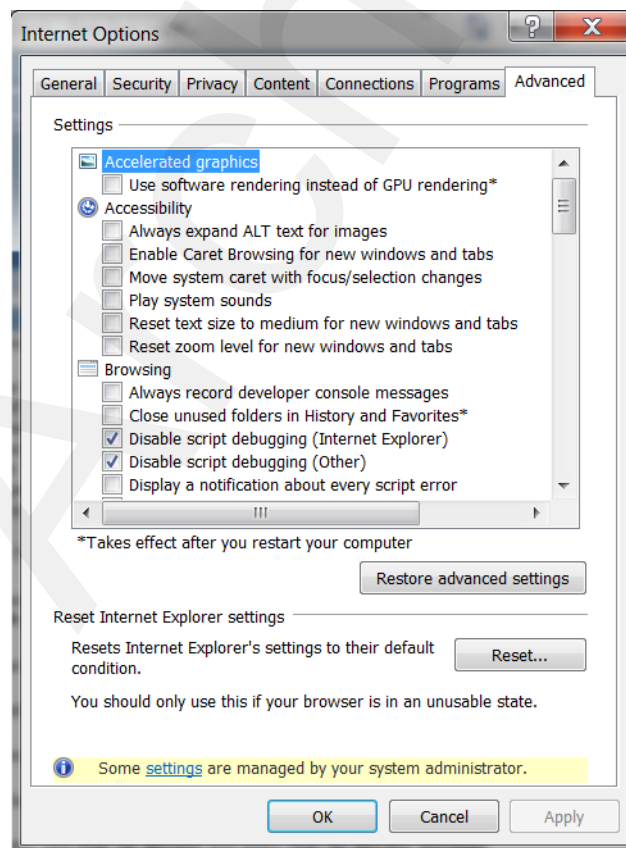 Internet Options
General Security Privacy Content Connections Programs Advanced
Settings
Accelerated graphics
Use software rendering instead of GPU rendering*
Accessibility
Always expand ALT text for images
Enable Caret Browsing for new windows and tabs
Move system caret with focus/selection changes
Play system sounds
Reset text size to medium for new windows and tabs
Reset zoom level for new windows and tabs
Browsing
Always record developer console messages
Close unused folders in History and Favorites*
Disable script debugging (Internet Explorer)
Disable script debugging (Other)
Display a notification about every script error
*Takes effect after you restart your computer
Restore advanced settings
Reset Internet Explorer settings
Resets Internet Explorer's settings to their default
condition.
Reset...
You should only use this if your browser is in an unusable state.
Some settings are managed by your system administrator.
OK Cancel Apply